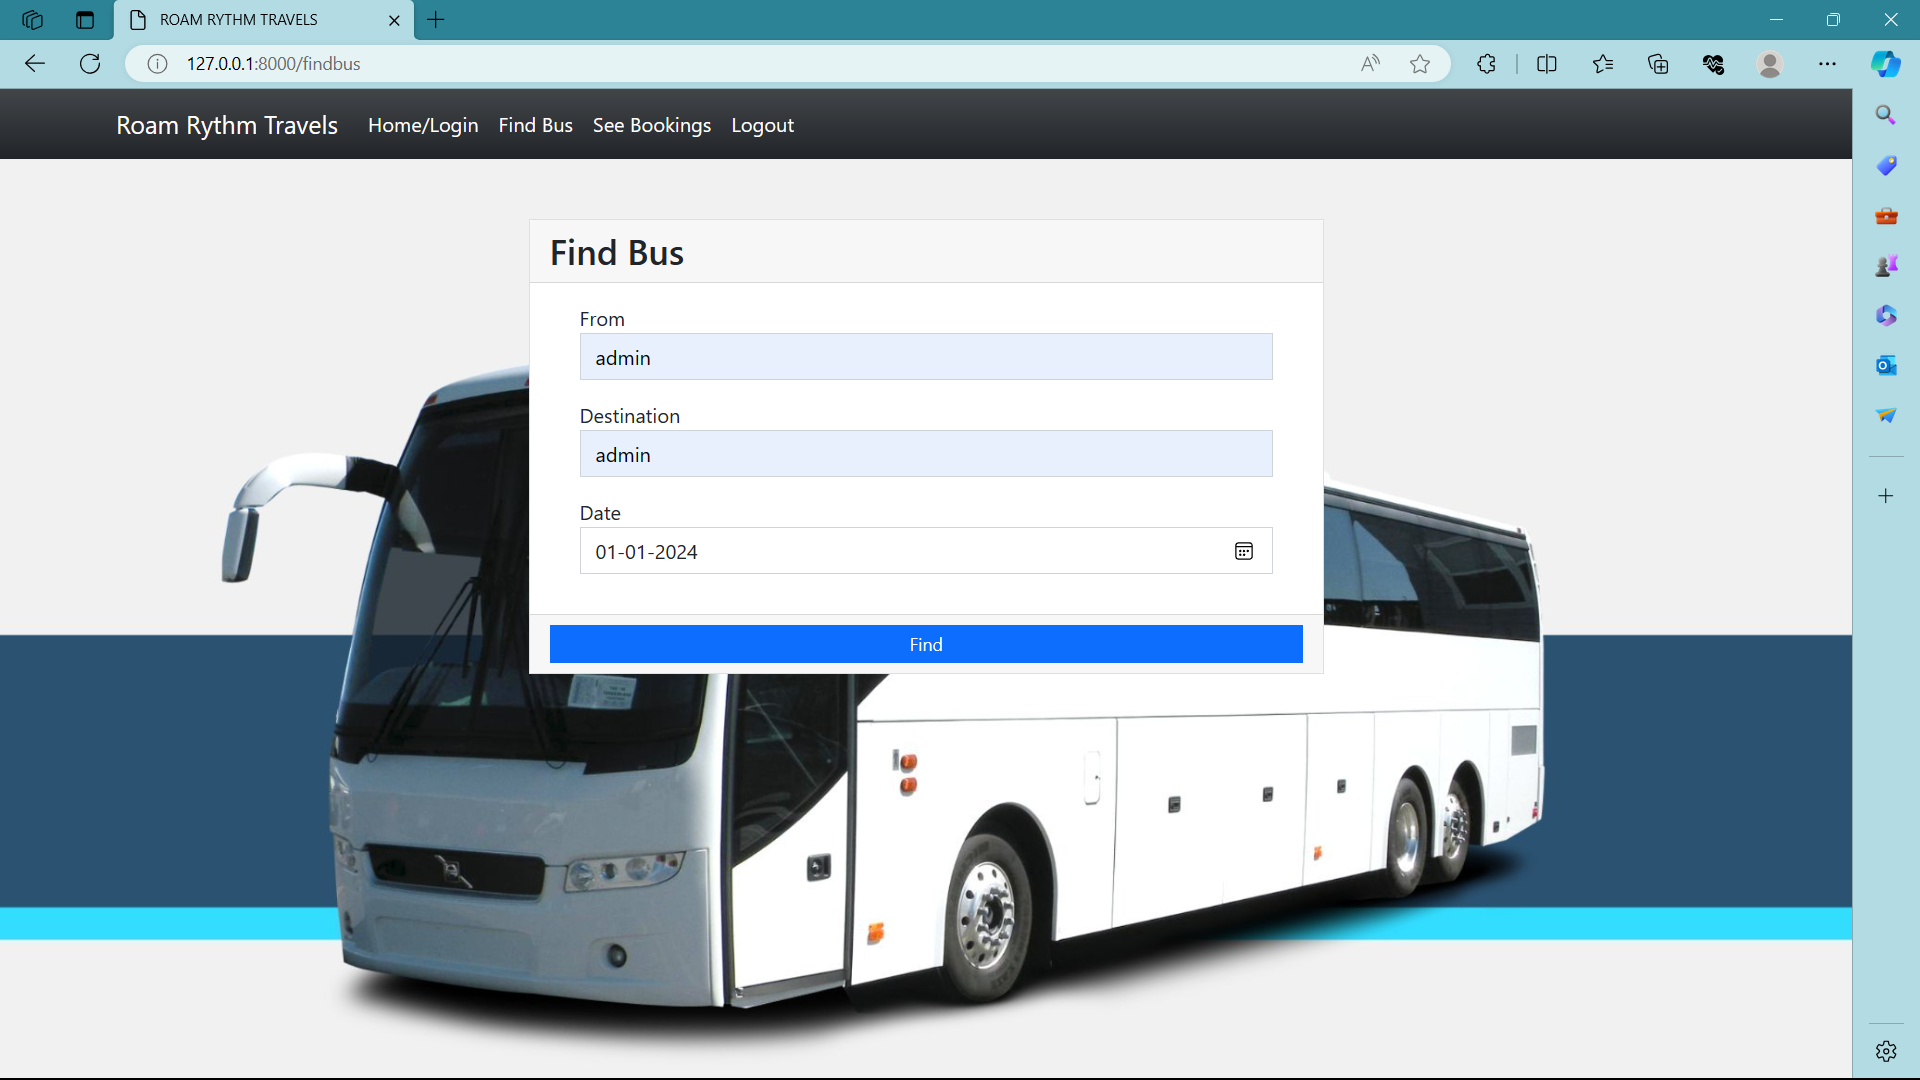 ROAM RYTHM TRAVELS
127.0.0.1:8000/findbus
Roam Rythm Travels Home/Login Find Bus See Bookings Logout
Find Bus
From
admin
Destination
admin
Date
01-01-2024
Find